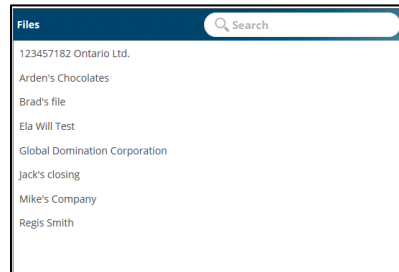 Files
Search
123457182 Ontario Ltd.
Arden's Chocolates
Brad's file
Ela Will Test
Global Domination Corporation
Jack's closing
Mike's Company
Regis Smith